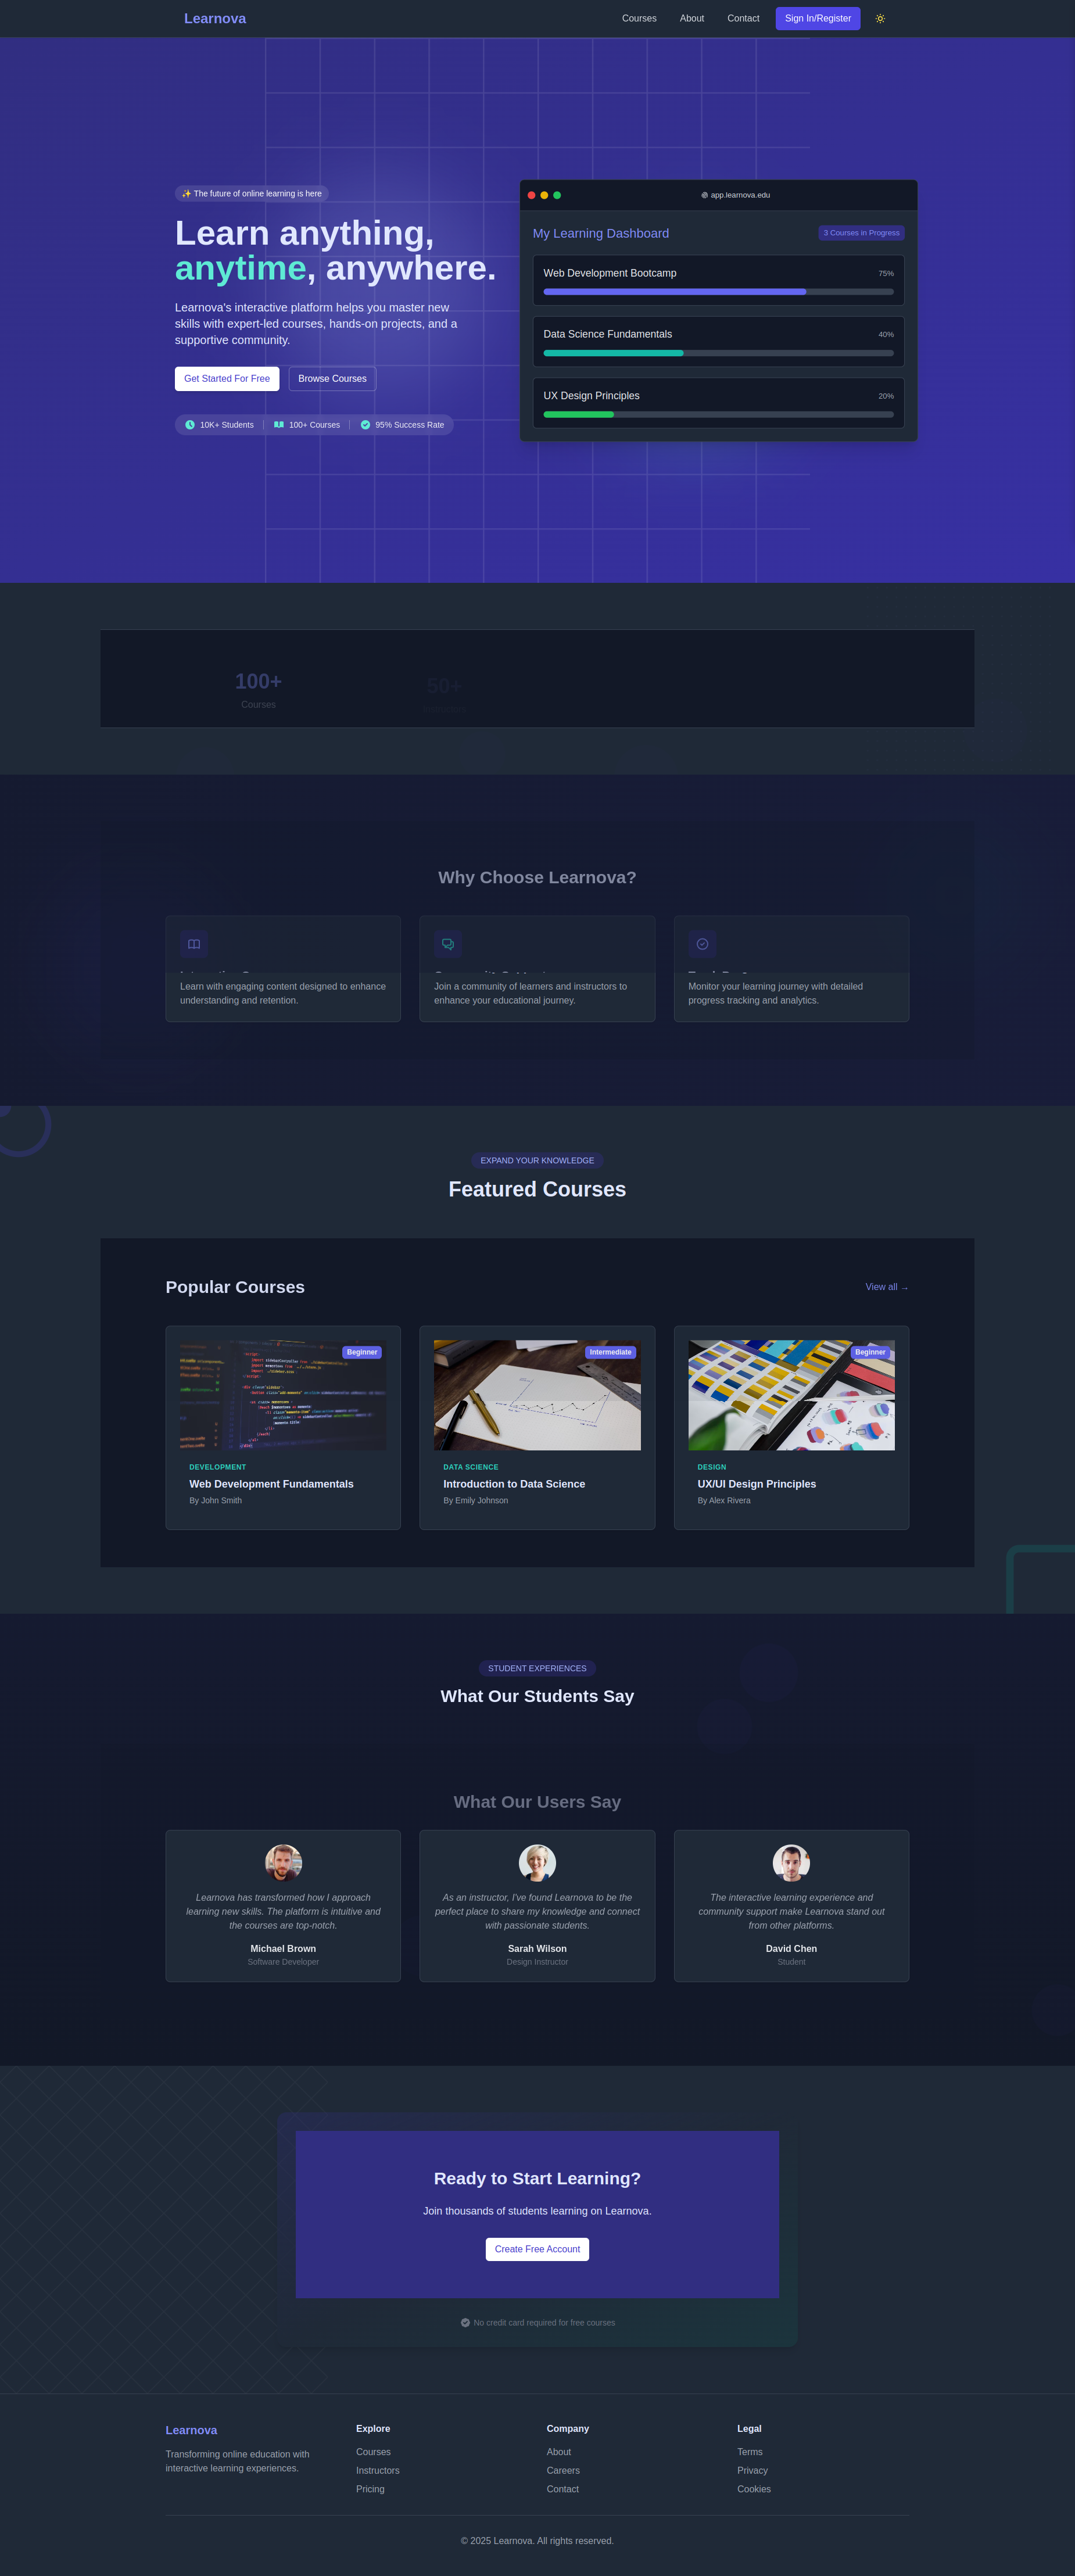 Learnova
Courses
About
Contact
Sign In/Register
✨ The future of online learning is here
Learn anything,
anytime, anywhere.
Learnova's interactive platform helps you master new
skills with expert-led courses, hands-on projects, and a
supportive community.
Get Started For Free
Browse Courses
10K+ Students
100+ Courses
95% Success Rate
app.learnova.edu
My Learning Dashboard
3 Courses in Progress
Web Development Bootcamp
75%
Data Science Fundamentals
40%
UX Design Principles
20%
100+
Courses
50+
Why Choose Learnova?
Learn with engaging content designed to enhance
understanding and retention.
Join a community of learners and instructors to
enhance your educational journey.
Monitor your learning journey with detailed
progress tracking and analytics.
EXPAND YOUR KNOWLEDGE
Featured Courses
Popular Courses
View all →
Beginner
DEVELOPMENT
Web Development Fundamentals
By John Smith
Intermediate
DATA SCIENCE
Introduction to Data Science
By Emily Johnson
Beginner
DESIGN
UX/UI Design Principles
By Alex Rivera
STUDENT EXPERIENCES
What Our Students Say
What Our Users Say
Learnova has transformed how I approach
learning new skills. The platform is intuitive and
the courses are top-notch.
Michael Brown
Software Developer
As an instructor, I've found Learnova to be the
perfect place to share my knowledge and connect
with passionate students.
Sarah Wilson
Design Instructor
The interactive learning experience and
community support make Learnova stand out
from other platforms.
David Chen
Student
Ready to Start Learning?
Join thousands of students learning on Learnova.
Create Free Account
No credit card required for free courses
Learnova
Transforming online education with
interactive learning experiences.
Explore
Courses
Instructors
Pricing
Company
About
Careers
Contact
Legal
Terms
Privacy
Cookies
© 2025 Learnova. All rights reserved.